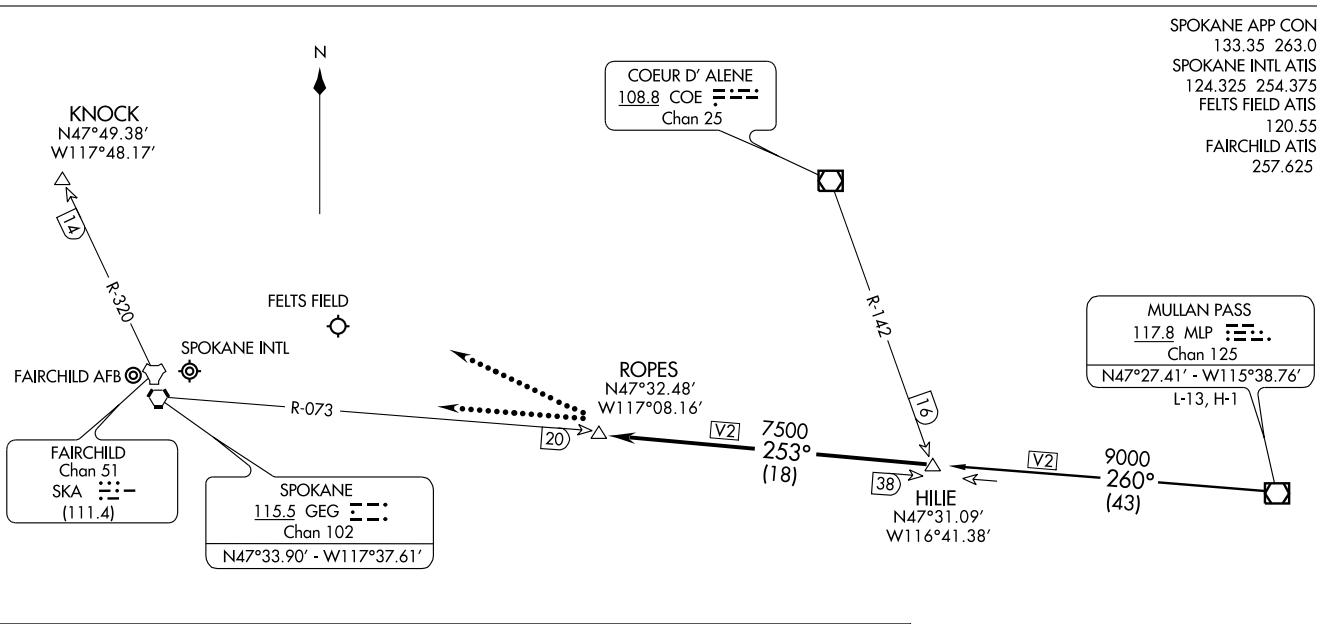 SPOKANE APP CON
133.35 263.0
SPOKANE INTL ATIS
124.325 254.375
FELTS FIELD ATIS
120.55
FAIRCHILD ATIS
257.625
N
COEUR D' ALENE
108.8 COE
Chan 25
KNOCK
N47°49.38'
W117°48.17'
14
R-320
R-142
16
FELTS FIELD
SPOKANE INTL
FAIRCHILD AFB
MULLAN PASS
117.8 MLP
Chan 125
N47°27.41' - W115°38.76'
L-13, H-1
ROPES
N47°32.48'
W117°08.16'
R-073
20
V2
7500
253°
(18)
38
HILIE
N47°31.09'
W116°41.38'
V2
9000
260°
(43)
FAIRCHILD
Chan 51
SKA
(111.4)
SPOKANE
115.5 GEG
Chan 102
N47°33.90' - W117°37.61'